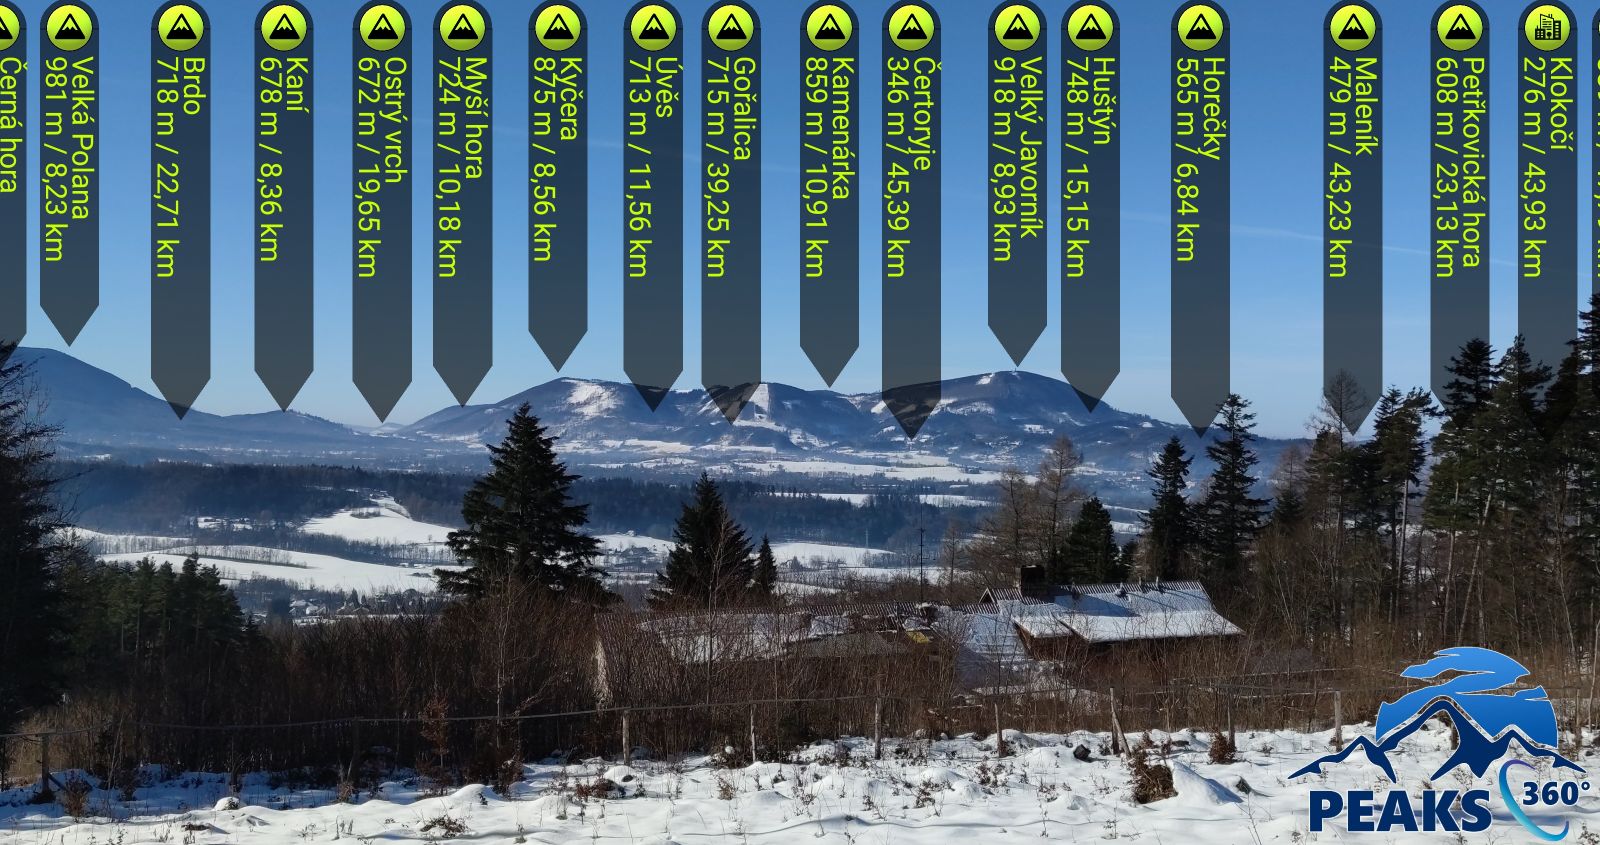 Černá hora
Velká Polana
981 m / 8,23 km
Brdo
718 m / 22,71 km
Kaní
678 m / 8,36 km
Ostrý vrch
672 m / 19,65 km
Myší hora
724 m / 10,18 km
Kyčera
875 m / 8,56 km
Úvěs
713 m / 11,56 km
Gořalica
715 m / 39,25 km
Kamenárka
859 m / 10,91 km
Čertoryje
346 m / 45,39 km
Velký Javorník
918 m / 8,93 km
Huštýn
748 m / 15,15 km
Horečky
565 m / 6,84 km
Maleník
479 m / 43,23 km
Petřkovická hora
608 m / 23,13 km
Klokočí
276 m / 43,93 km
PEAKS 360°